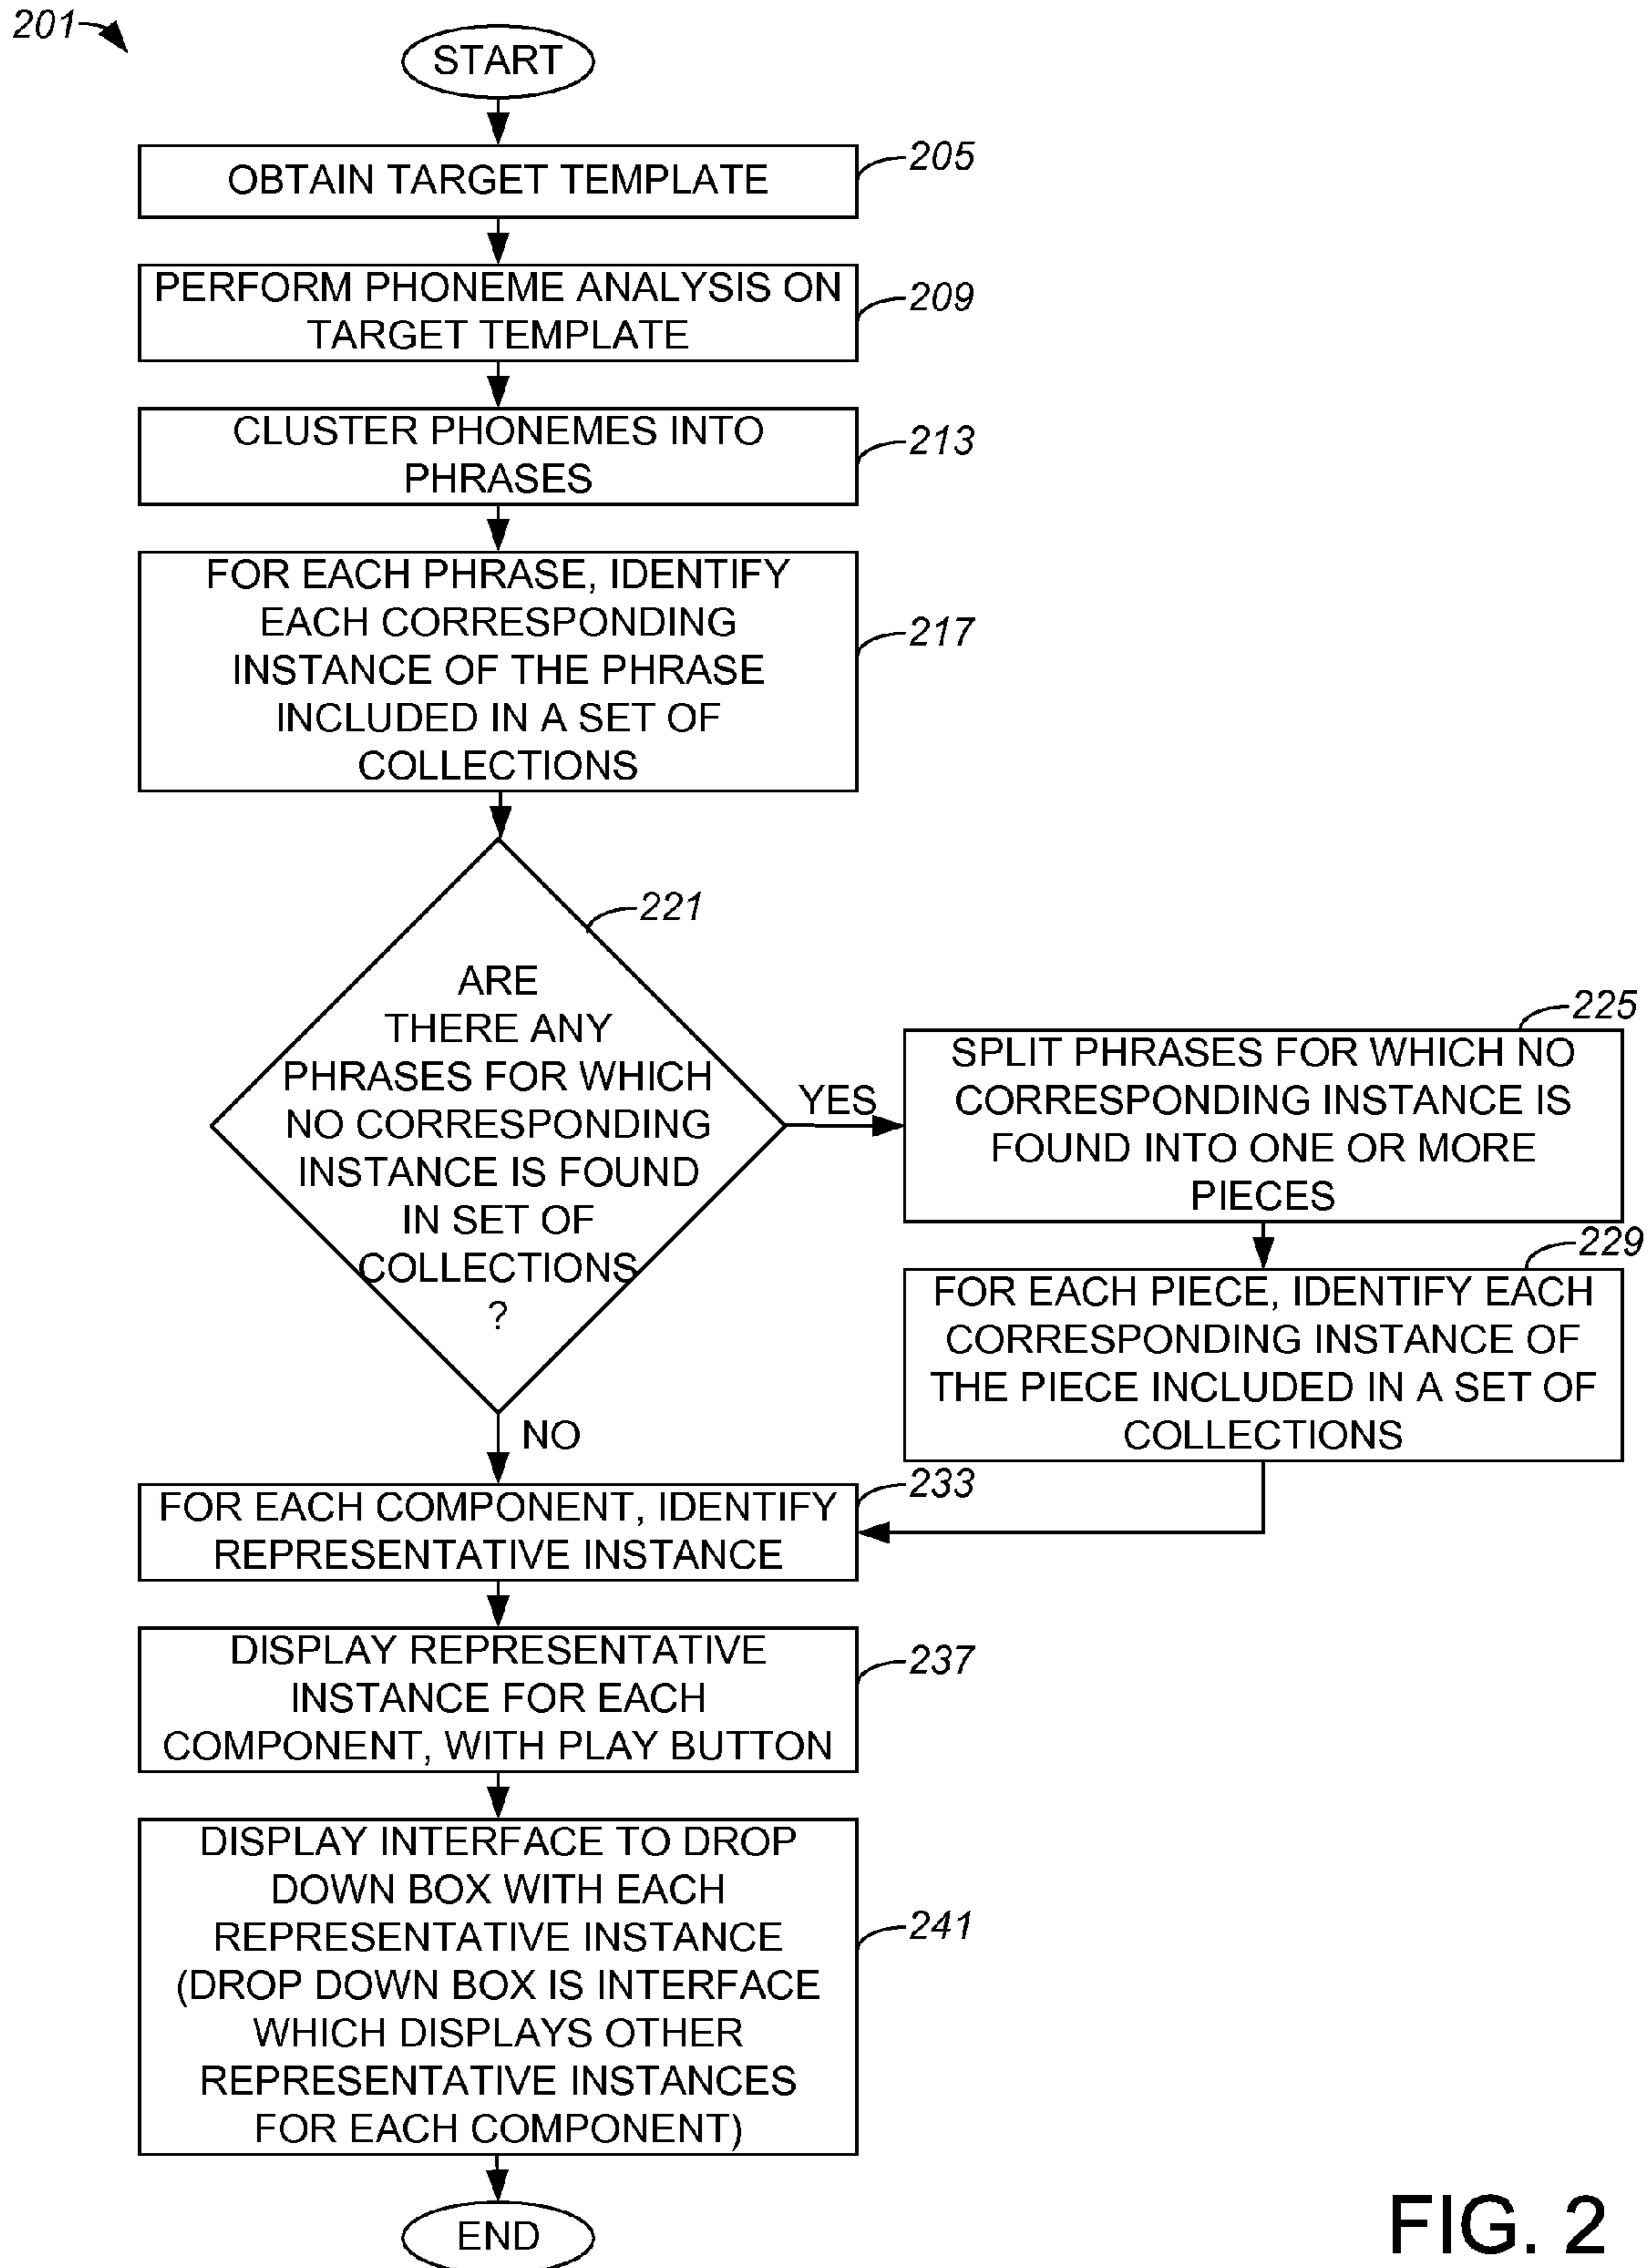 201
START
OBTAIN TARGET TEMPLATE
205
PERFORM PHONEME ANALYSIS ON
TARGET TEMPLATE
209
CLUSTER PHONEMES INTO
PHRASES
213
FOR EACH PHRASE, IDENTIFY
EACH CORRESPONDING
INSTANCE OF THE PHRASE
INCLUDED IN A SET OF
COLLECTIONS
217
221
ARE
THERE ANY
PHRASES FOR WHICH
NO CORRESPONDING
INSTANCE IS FOUND
IN SET OF
COLLECTIONS
?
YES
225
SPLIT PHRASES FOR WHICH NO
CORRESPONDING INSTANCE IS
FOUND INTO ONE OR MORE
PIECES
229
FOR EACH PIECE, IDENTIFY EACH
CORRESPONDING INSTANCE OF
THE PIECE INCLUDED IN A SET OF
COLLECTIONS
NO
FOR EACH COMPONENT, IDENTIFY
REPRESENTATIVE INSTANCE
233
DISPLAY REPRESENTATIVE
INSTANCE FOR EACH
COMPONENT, WITH PLAY BUTTON
237
DISPLAY INTERFACE TO DROP
DOWN BOX WITH EACH
REPRESENTATIVE INSTANCE
(DROP DOWN BOX IS INTERFACE
WHICH DISPLAYS OTHER
REPRESENTATIVE INSTANCES
FOR EACH COMPONENT)
241
END
FIG. 2